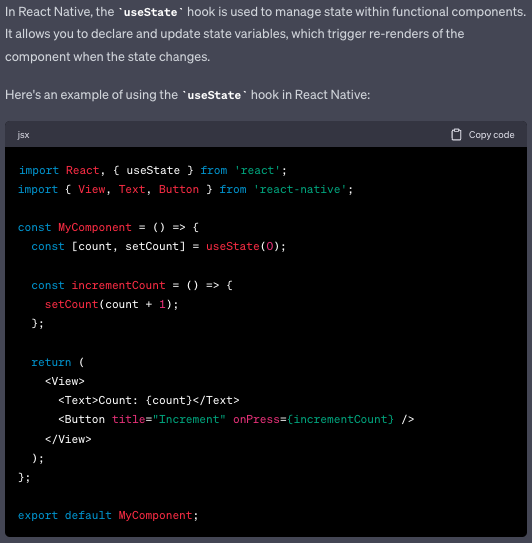 In React Native, the `useState` hook is used to manage state within functional components.
It allows you to declare and update state variables, which trigger re-renders of the
component when the state changes.
Here's an example of using the `useState` hook in React Native:
jsx
Copy code
import React, { useState } from 'react';
import { View, Text, Button } from 'react-native';
const MyComponent = () => {
  const [count, setCount] = useState(0);
  const incrementCount = () => {
    setCount(count + 1);
  };
  return (
    <View>
      <Text>Count: {count}</Text>
      <Button title="Increment" onPress={incrementCount} />
    </View>
  );
};
export default MyComponent;